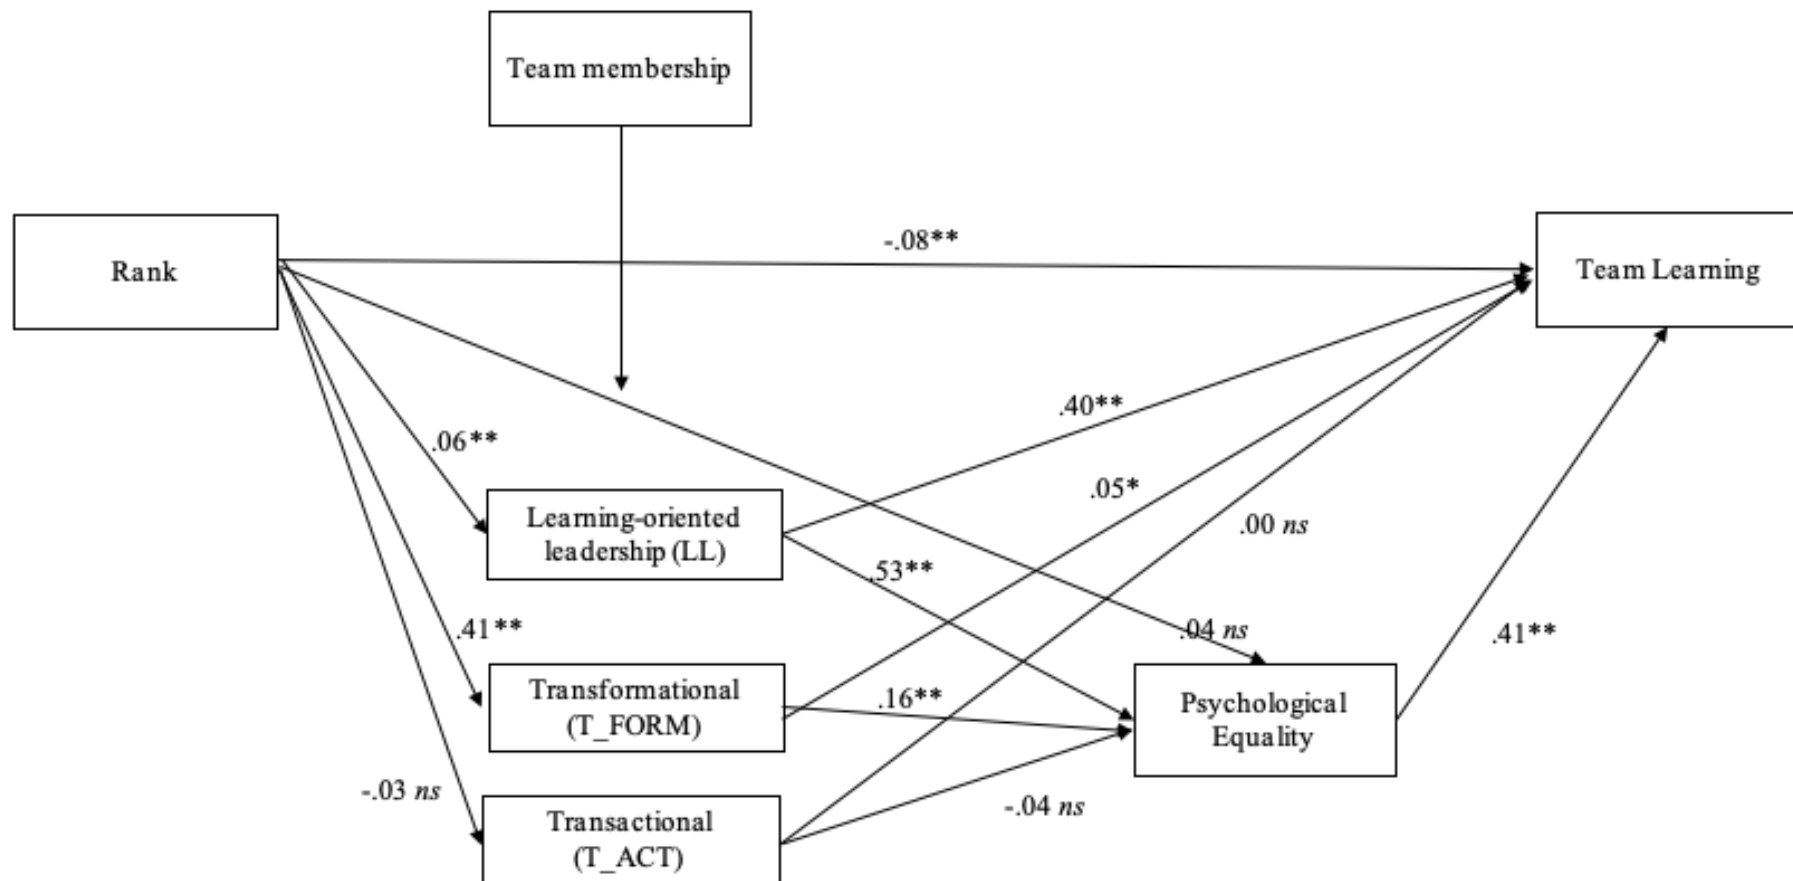 Team membership
Rank
-.08**
Team Learning
.40**
.06**
.05*
Learning-oriented
leadership (LL)
.00 ns
.53**
.41**
.04 ns
.41**
Transformational
(T_FORM)
.16**
Psychological
Equality
-.03 ns
-.04 ns
Transactional
(T_ACT)